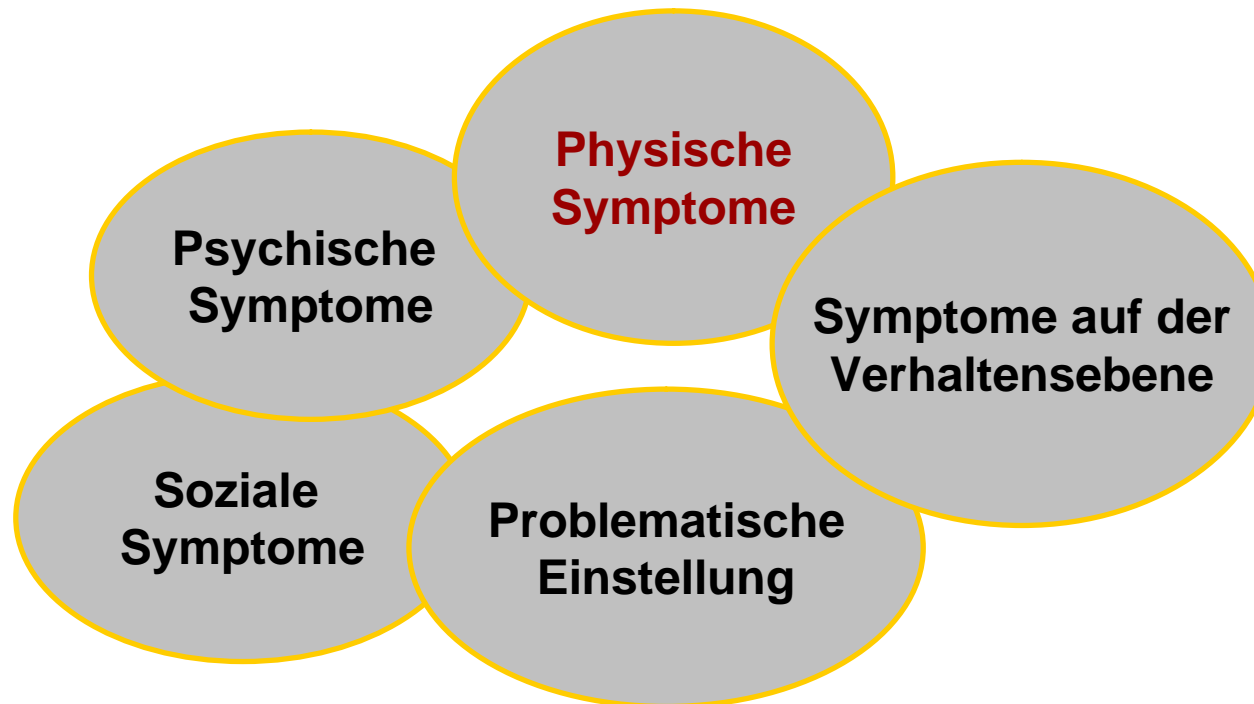 Physische
Symptome
Psychische
Symptome
Symptome auf der
Verhaltensebene
Soziale
Symptome
Problematische
Einstellung